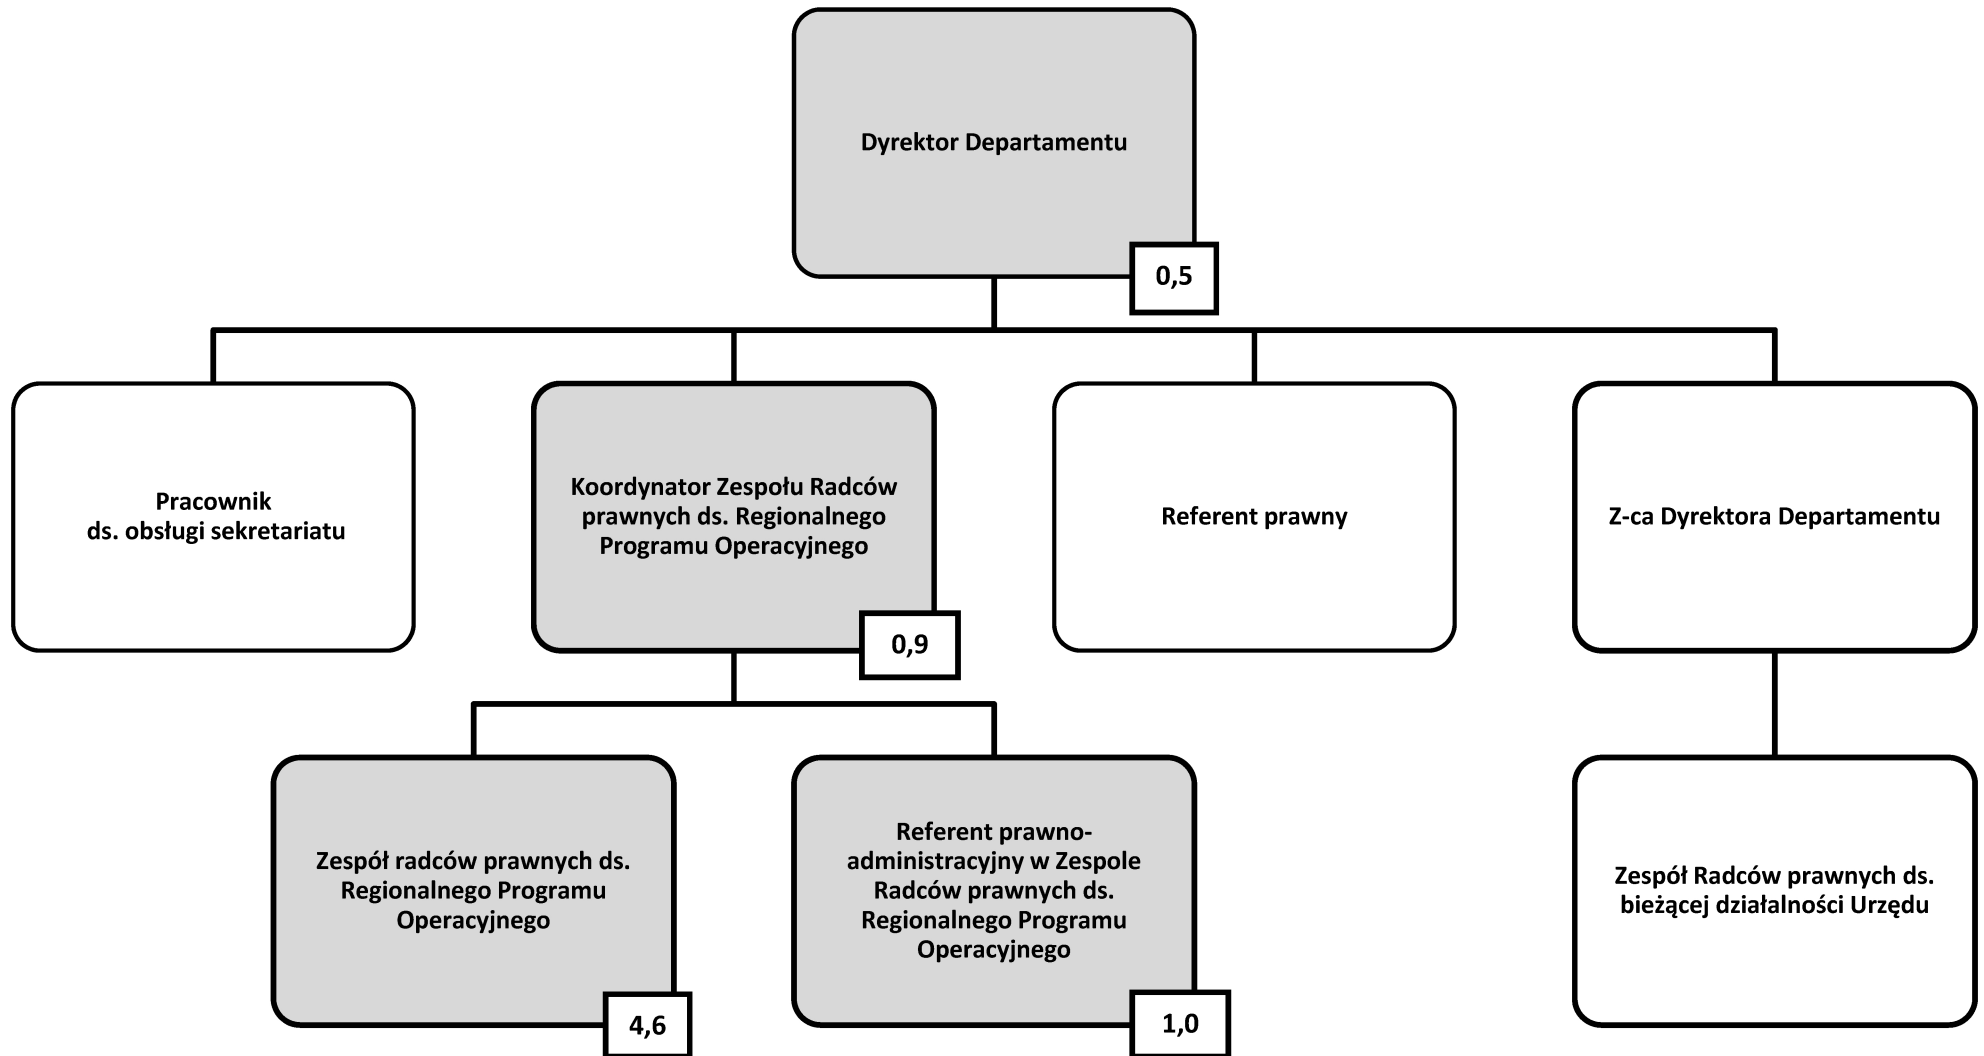 Dyrektor Departamentu
0,5
Pracownik
ds. obsługi sekretariatu
Koordynator Zespołu Radców
prawnych ds. Regionalnego
Programu Operacyjnego
0,9
Referent prawny
Z-ca Dyrektora Departamentu
Zespół radców prawnych ds.
Regionalnego Programu
Operacyjnego
4,6
Referent prawno-
administracyjny w Zespole
Radców prawnych ds.
Regionalnego Programu
Operacyjnego
1,0
Zespół Radców prawnych ds.
bieżącej działalności Urzędu